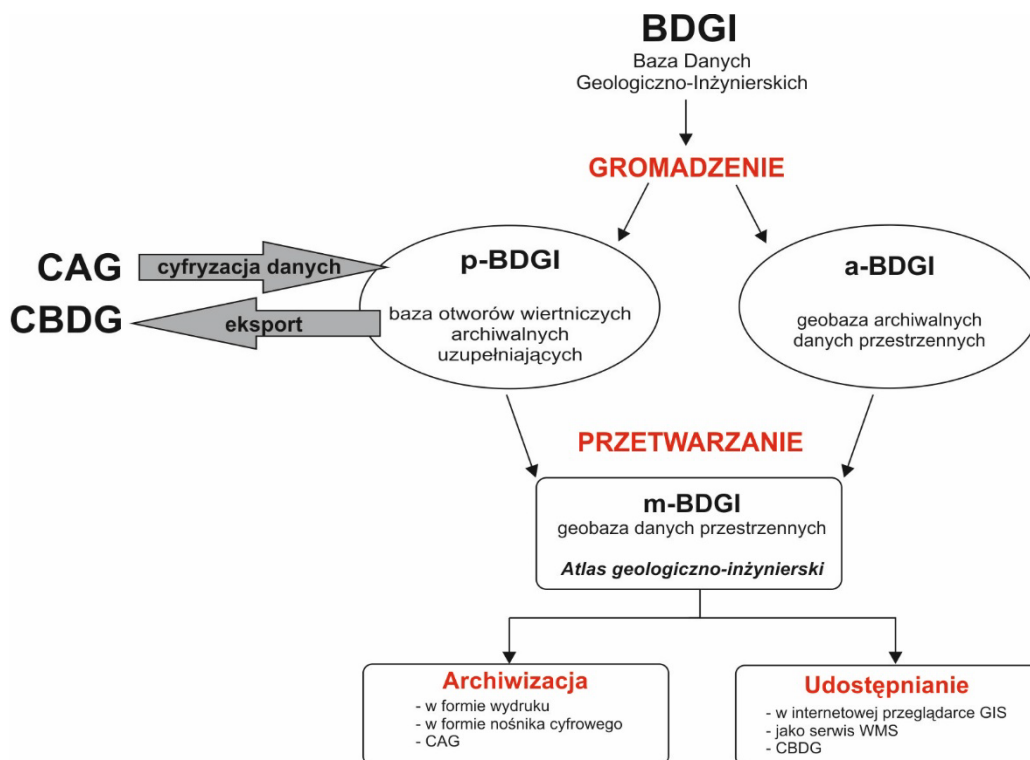 BDGI
Baza Danych
Geologiczno-Inżynierskich
GROMADZENIE
CAG
cyfryzacja danych
CBDG
eksport
p-BDGI
baza otworów wiertniczych
archiwalnych
uzupełniających
a-BDGI
geobaza archiwalnych
danych przestrzennych
PRZETWARZANIE
m-BDGI
geobaza danych przestrzennych
Atlas geologiczno-inżynierski
Archiwizacja
- w formie wydruku
- w formie nośnika cyfrowego
- CAG
Udostępnianie
- w internetowej przeglądarce GIS
- jako serwis WMS
- CBDG